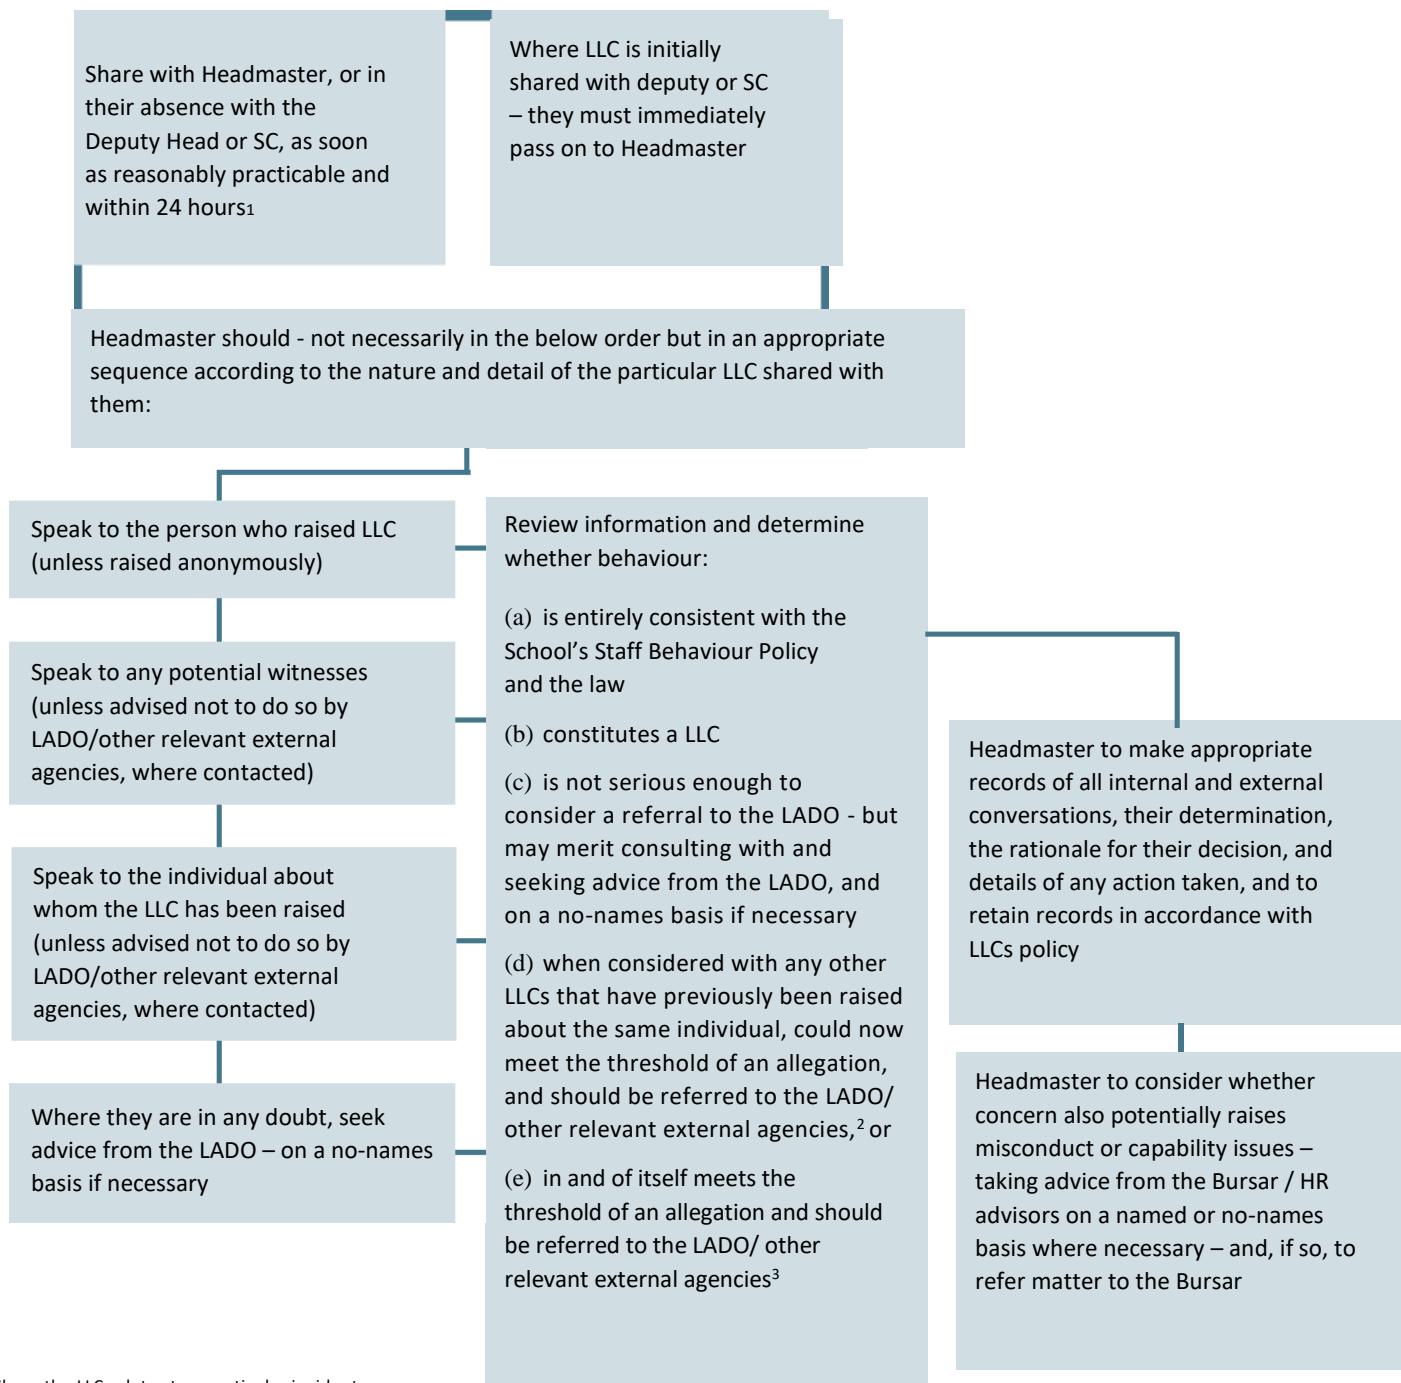 Share with Headmaster, or in
their absence with the
Deputy Head or SC, as soon
as reasonably practicable and
within 24 hours1
Where LLC is initially
shared with deputy or SC
– they must immediately
pass on to Headmaster
Headmaster should - not necessarily in the below order but in an appropriate
sequence according to the nature and detail of the particular LLC shared with
them:
Speak to the person who raised LLC
(unless raised anonymously)
Speak to any potential witnesses
(unless advised not to do so by
LADO/other relevant external
agencies, where contacted)
Speak to the individual about
whom the LLC has been raised
(unless advised not to do so by
LADO/other relevant external
agencies, where contacted)
Where they are in any doubt, seek
advice from the LADO – on a no-names
basis if necessary
Review information and determine
whether behaviour:
(a) is entirely consistent with the
School's Staff Behaviour Policy
and the law
(b) constitutes a LLC
(c) is not serious enough to
consider a referral to the LADO - but
may merit consulting with and
seeking advice from the LADO, and
on a no-names basis if necessary
(d) when considered with any other
LLCs that have previously been raised
about the same individual, could now
meet the threshold of an allegation,
and should be referred to the LADO/
other relevant external agencies,² or
(e) in and of itself meets the
threshold of an allegation and should
be referred to the LADO/ other
relevant external agencies³
Headmaster to make appropriate
records of all internal and external
conversations, their determination,
the rationale for their decision, and
details of any action taken, and to
retain records in accordance with
LLCs policy
Headmaster to consider whether
concern also potentially raises
misconduct or capability issues –
taking advice from the Bursar / HR
advisors on a named or no-names
basis where necessary – and, if so, to
refer matter to the Bursar